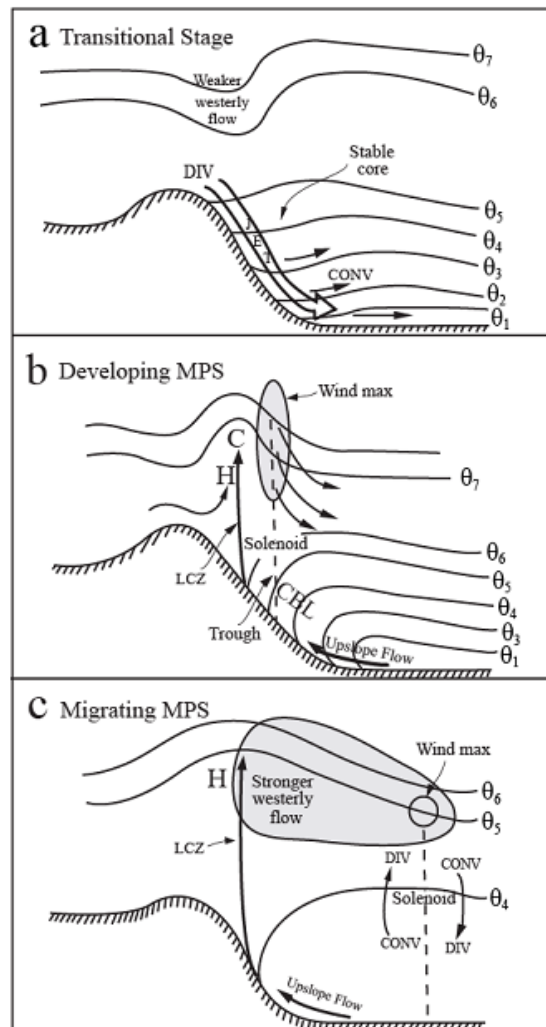 a Transitional Stage
θ7
Weaker
westerly
flow
θ6
DIV
Stable
core
θ5
J
E
T
θ4
θ3
CONV
θ2
θ1
b Developing MPS
Wind max
C
H
θ7
Solenoid
θ6
LCZ
θ5
CBL
θ4
Trough
θ3
Upslope Flow
θ1
c Migrating MPS
Wind max
H
Stronger
westerly
flow
θ6
θ5
LCZ
DIV
CONV
Solenoid
θ4
CONV
DIV
Upslope Flow